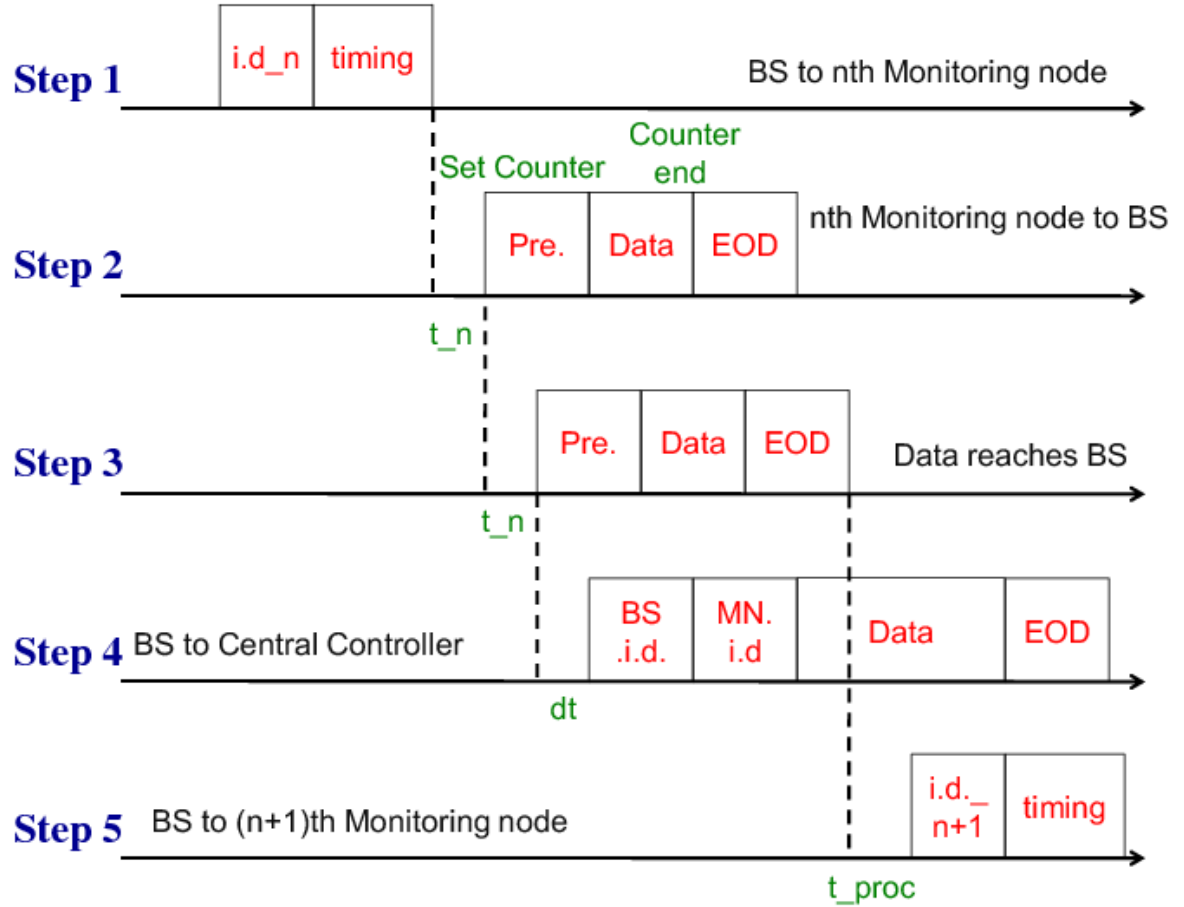 i.d_n timing
Step 1
BS to nth Monitoring node
Counter
end
Set Counter
nth Monitoring node to BS
Step 2
Pre. Data EOD
t_n
Step 3
Pre. Data EOD
Data reaches BS
t_n
Step 4
BS to Central Controller
BS
.i.d.
MN.
i.d
Data
EOD
dt
Step 5
BS to (n+1)th Monitoring node
i.d._
n+1
timing
t_proc